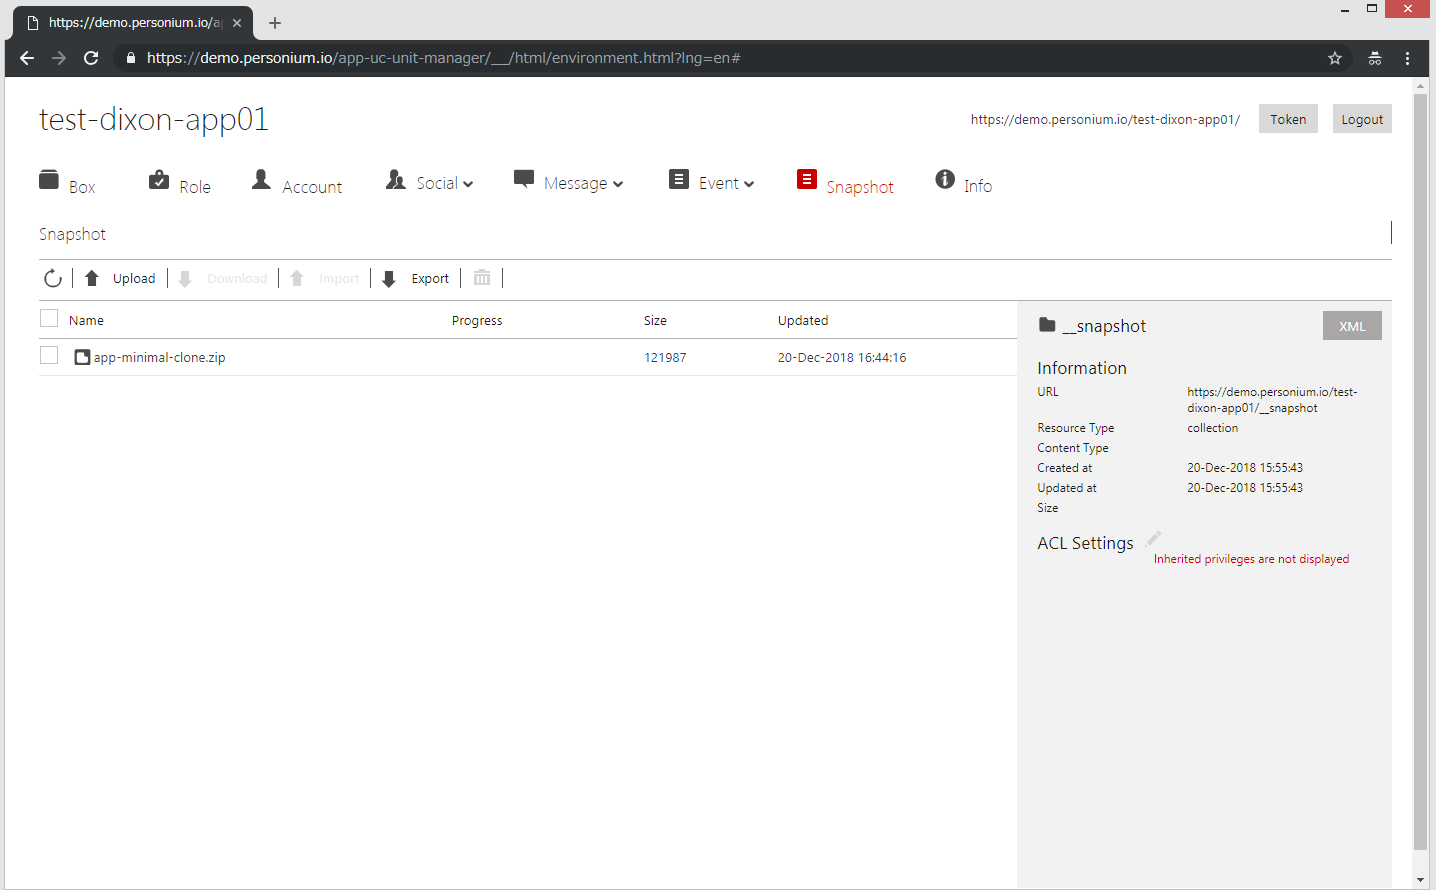 https://demo.personium.io/a
https://demo.personium.io/app-uc-unit-manager/__/html/environment.html?lng=en#
test-dixon-app01
https://demo.personium.io/test-dixon-app01/
Token
Logout
Box
Role
Account
Social
Message
Event
Snapshot
Info
Snapshot
Upload
Download
Import
Export
Name
Progress
Size
Updated
app-minimal-clone.zip
121987
20-Dec-2018 16:44:16
__snapshot
XML
Information
URL
https://demo.personium.io/test-
dixon-app01/__snapshot
Resource Type
collection
Content Type
Created at
20-Dec-2018 15:55:43
Updated at
20-Dec-2018 15:55:43
Size
ACL Settings
Inherited privileges are not displayed